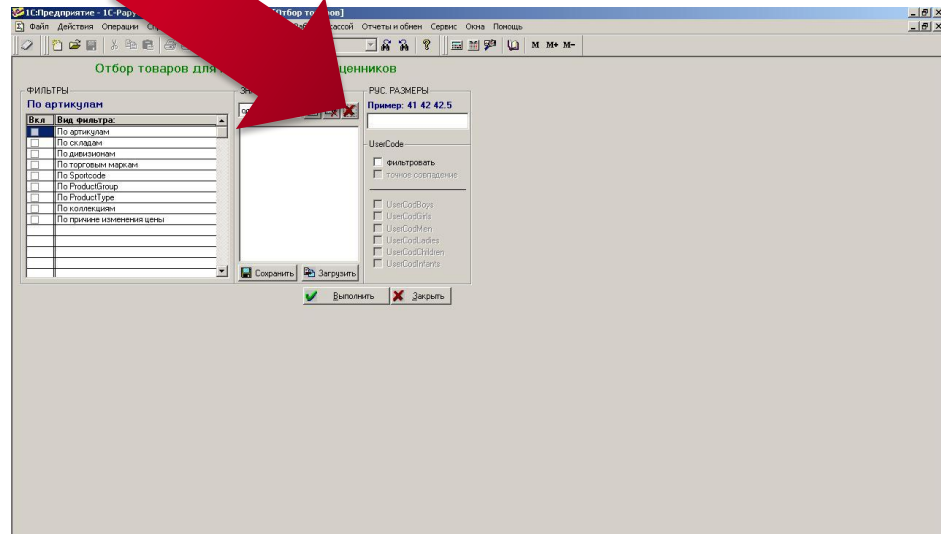 1С:Предприятие - 1С-Рару Отбор товаров]
Файл Действия Операции кассой Отчеты и обмен Сервис Окна Помощь
M M+ M-
Отбор товаров для ценников
ФИЛЬТРЫ
По артикулам
Вкл Вид фильтра:
По артикулам
По складам
По дивизионам
По торговым маркам
По Sportcode
По ProductGroup
По ProductType
По коллекциям
По причине изменения цены
Сохранить Загрузить
РУС. РАЗМЕРЫ
Пример: 41 42 42.5
UserCode
Фильтровать
точное совпадение
UserCodBoys
UserCodGirls
UserCodMen
UserCodLadies
UserCodChildren
UserCodInfants
Выполнить Закрыть